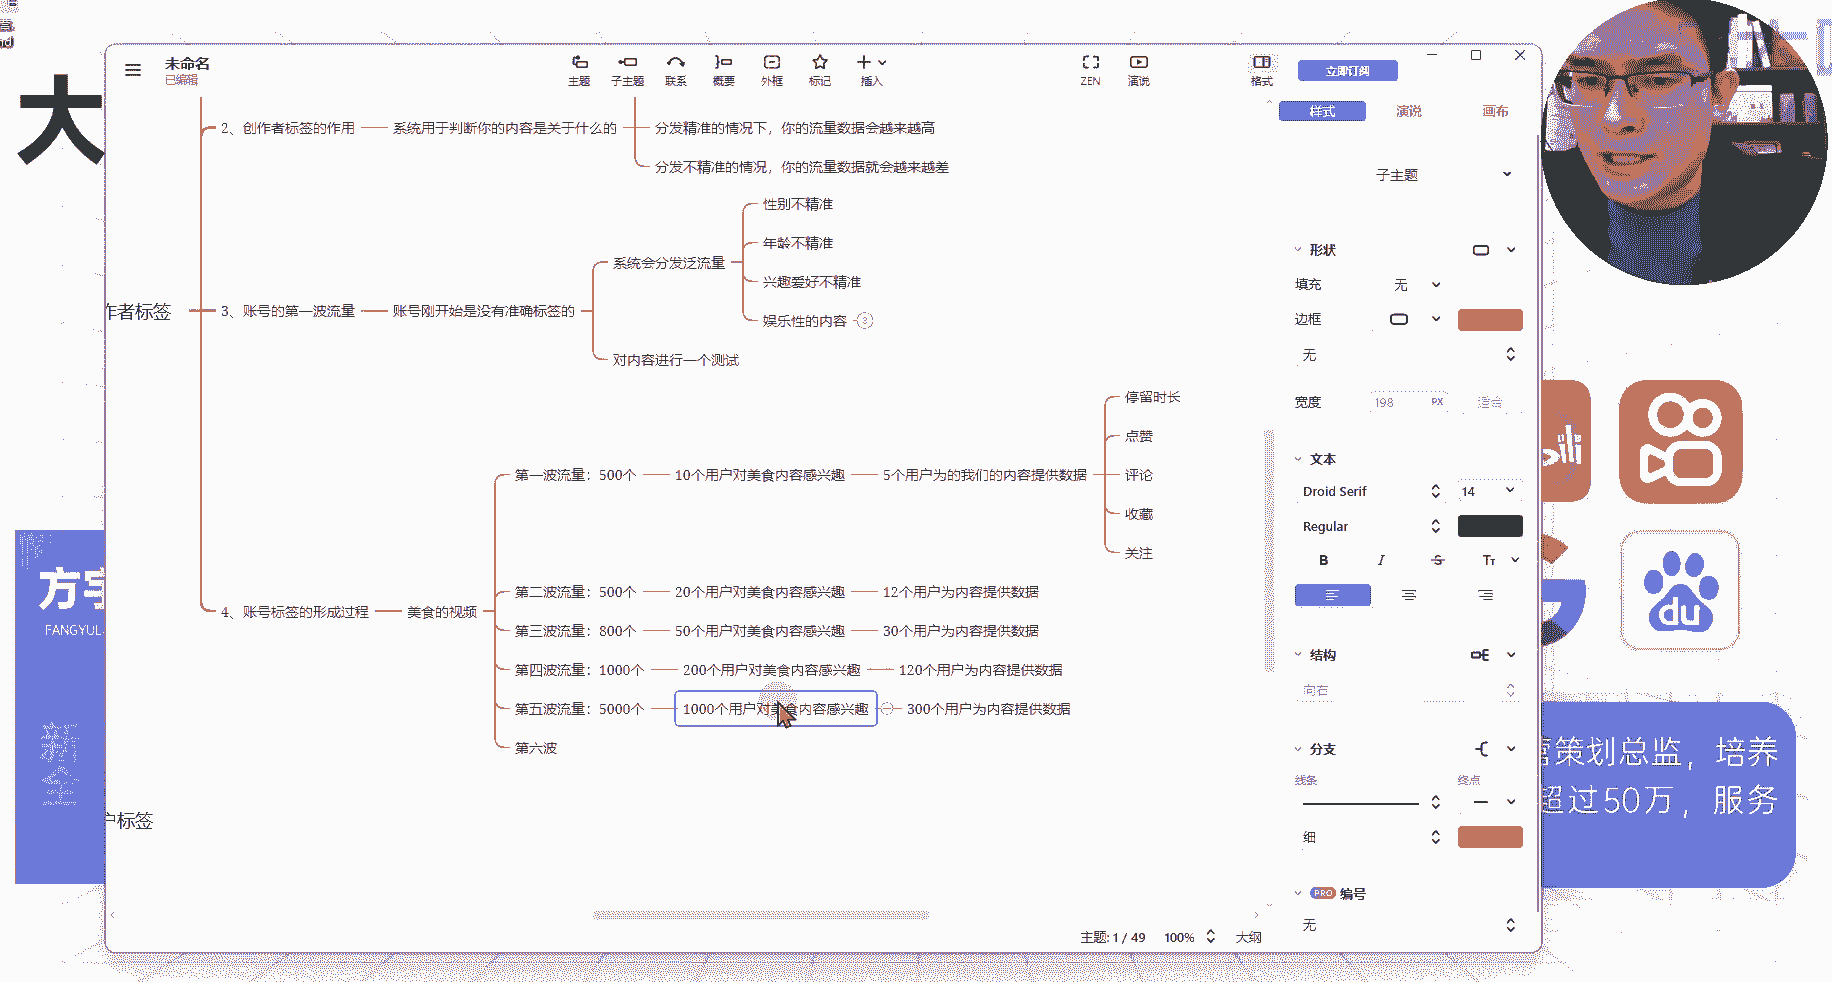 大
未命名
已编辑
主题
子主题
联系
概要
外框
标记
插入
ZEN
演说
格式
立即订阅
样式
演说
画布
2、创作者标签的作用
系统用于判断你的内容是关于什么的
分发精准的情况下，你的流量数据会越来越高
分发不精准的情况，你的流量数据就会越来越差
作者标签
3、账号的第一波流量
账号刚开始是没有准确标签的
系统会分发泛流量
性别不精准
年龄不精准
兴趣爱好不精准
娱乐性的内容
对内容进行一个测试
4、账号标签的形成过程
美食的视频
第一波流量：500个
10个用户对美食内容感兴趣
5个用户为的我们的内容提供数据
停留时长
点赞
评论
收藏
关注
第二波流量：500个
20个用户对美食内容感兴趣
12个用户为内容提供数据
第三波流量：800个
50个用户对美食内容感兴趣
30个用户为内容提供数据
第四波流量：1000个
200个用户对美食内容感兴趣
120个用户为内容提供数据
第五波流量：5000个
1000个用户对美食内容感兴趣
300个用户为内容提供数据
第六波
户标签
子主题
形状
填充
无
边框
无
宽度
198
PX
适合
文本
Droid Serif
14
Regular
B
I
S
TT
结构
向右
分支
线条
终点
细
PRO 编号
无
主题: 1 / 49
100%
大纲
方宇
FANGYUL
新
全
du
营策划总监，培养
超过50万，服务